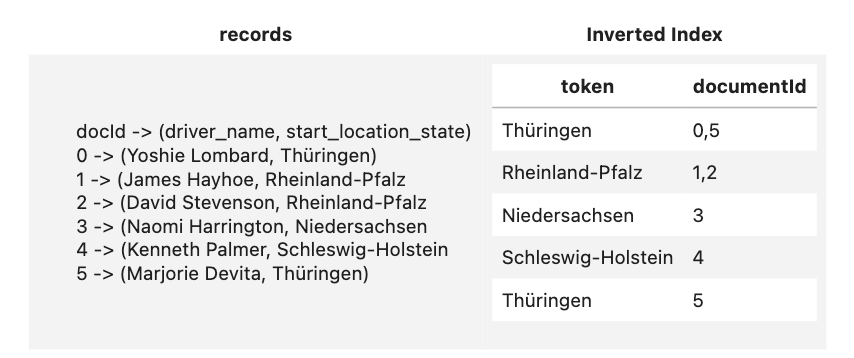 records
docId -> (driver_name, start_location_state)
0 -> (Yoshie Lombard, Thüringen)
1 -> (James Hayhoe, Rheinland-Pfalz
2 -> (David Stevenson, Rheinland-Pfalz
3 -> (Naomi Harrington, Niedersachsen
4 -> (Kenneth Palmer, Schleswig-Holstein
5 -> (Marjorie Devita, Thüringen)
Inverted Index
token documentId
Thüringen 0,5
Rheinland-Pfalz 1,2
Niedersachsen 3
Schleswig-Holstein 4
Thüringen 5